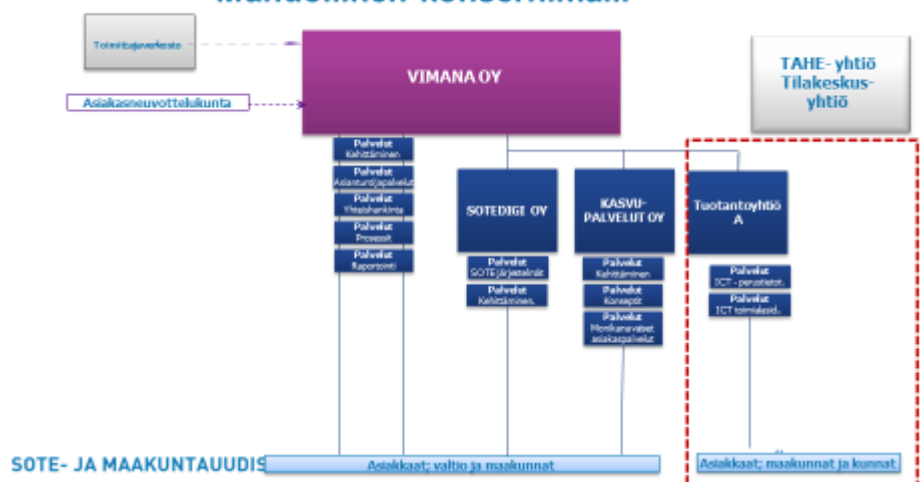 Mahdollinen konsernimalli
Toimittajaverkosto
VIMANA OY
TAHE- yhtiö
Tilakeskus-
yhtiö
Asiakasneuvottelukunta
Palvelut
Kehittäminen
Palvelut
Asiantuntijapalvelut
Palvelut
Yhteishankinta
Palvelut
Prosessit
Palvelut
Raportointi
SOTEDIGI OY
Palvelut
SOTE järjestelmät
Palvelut
Kehittäminen.
KASVU-
PALVELUT OY
Palvelut
Kehittäminen
Palvelut
Konseptit
Palvelut
Monikanavaiset
asiakaspalvelut
Tuotantoyhtiö
A
Palvelut
ICT - perustietot.
Palvelut
ICT toimialasid.
SOTE- JA MAAKUNTAUUDIS
Asiakkaat; valtio ja maakunnat
Asiakkaat; maakunnat ja kunnat